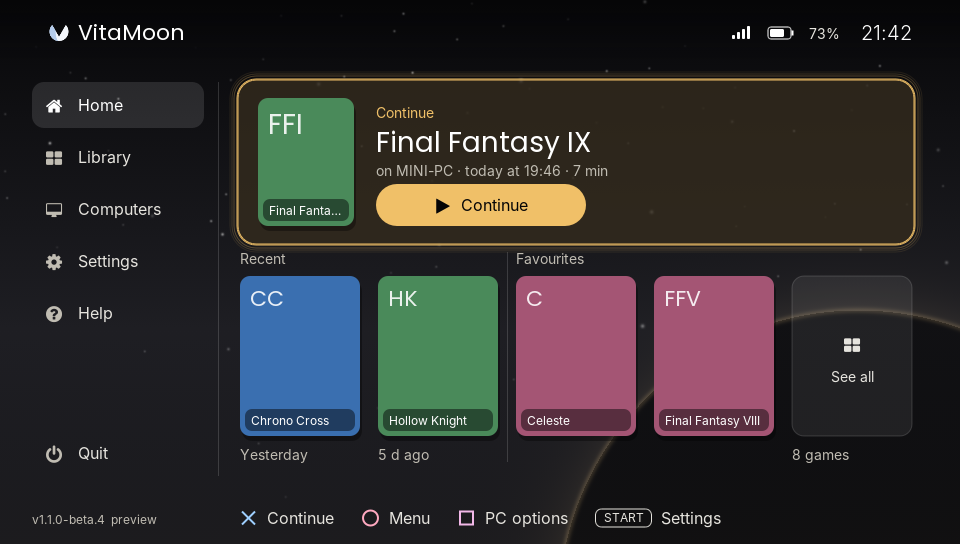 VitaMoon
73%
21:42
Home
Library
Computers
Settings
Help
Quit
v1.1.0-beta.4 preview
FFI
Final Fanta...
Continue
Final Fantasy IX
on MINI-PC · today at 19:46 · 7 min
Continue
Recent
Favourites
CC
Chrono Cross
Yesterday
HK
Hollow Knight
5 d ago
C
Celeste
FFV
Final Fantasy VIII
See all
8 games
Continue
Menu
PC options
START
Settings